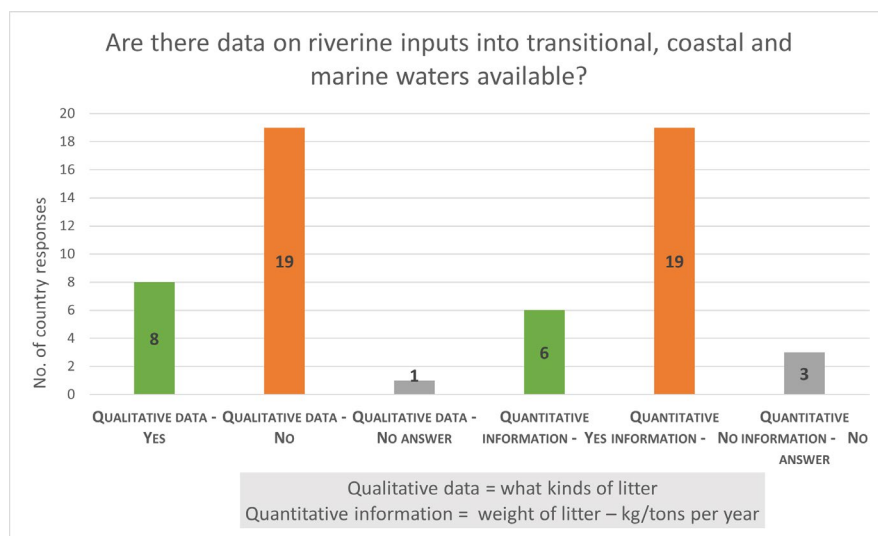 Are there data on riverine inputs into transitional, coastal and
marine waters available?
No. of country responses
20
18
16
14
12
10
8
6
4
2
0
8
19
1
6
19
3
QUALITATIVE DATA -
YES
QUALITATIVE DATA -
NO
QUALITATIVE DATA -
NO ANSWER
QUANTITATIVE
INFORMATION - YES
QUANTITATIVE
INFORMATION - NO
QUANTITATIVE
INFORMATION - NO
ANSWER
Qualitative data = what kinds of litter
Quantitative information = weight of litter – kg/tons per year